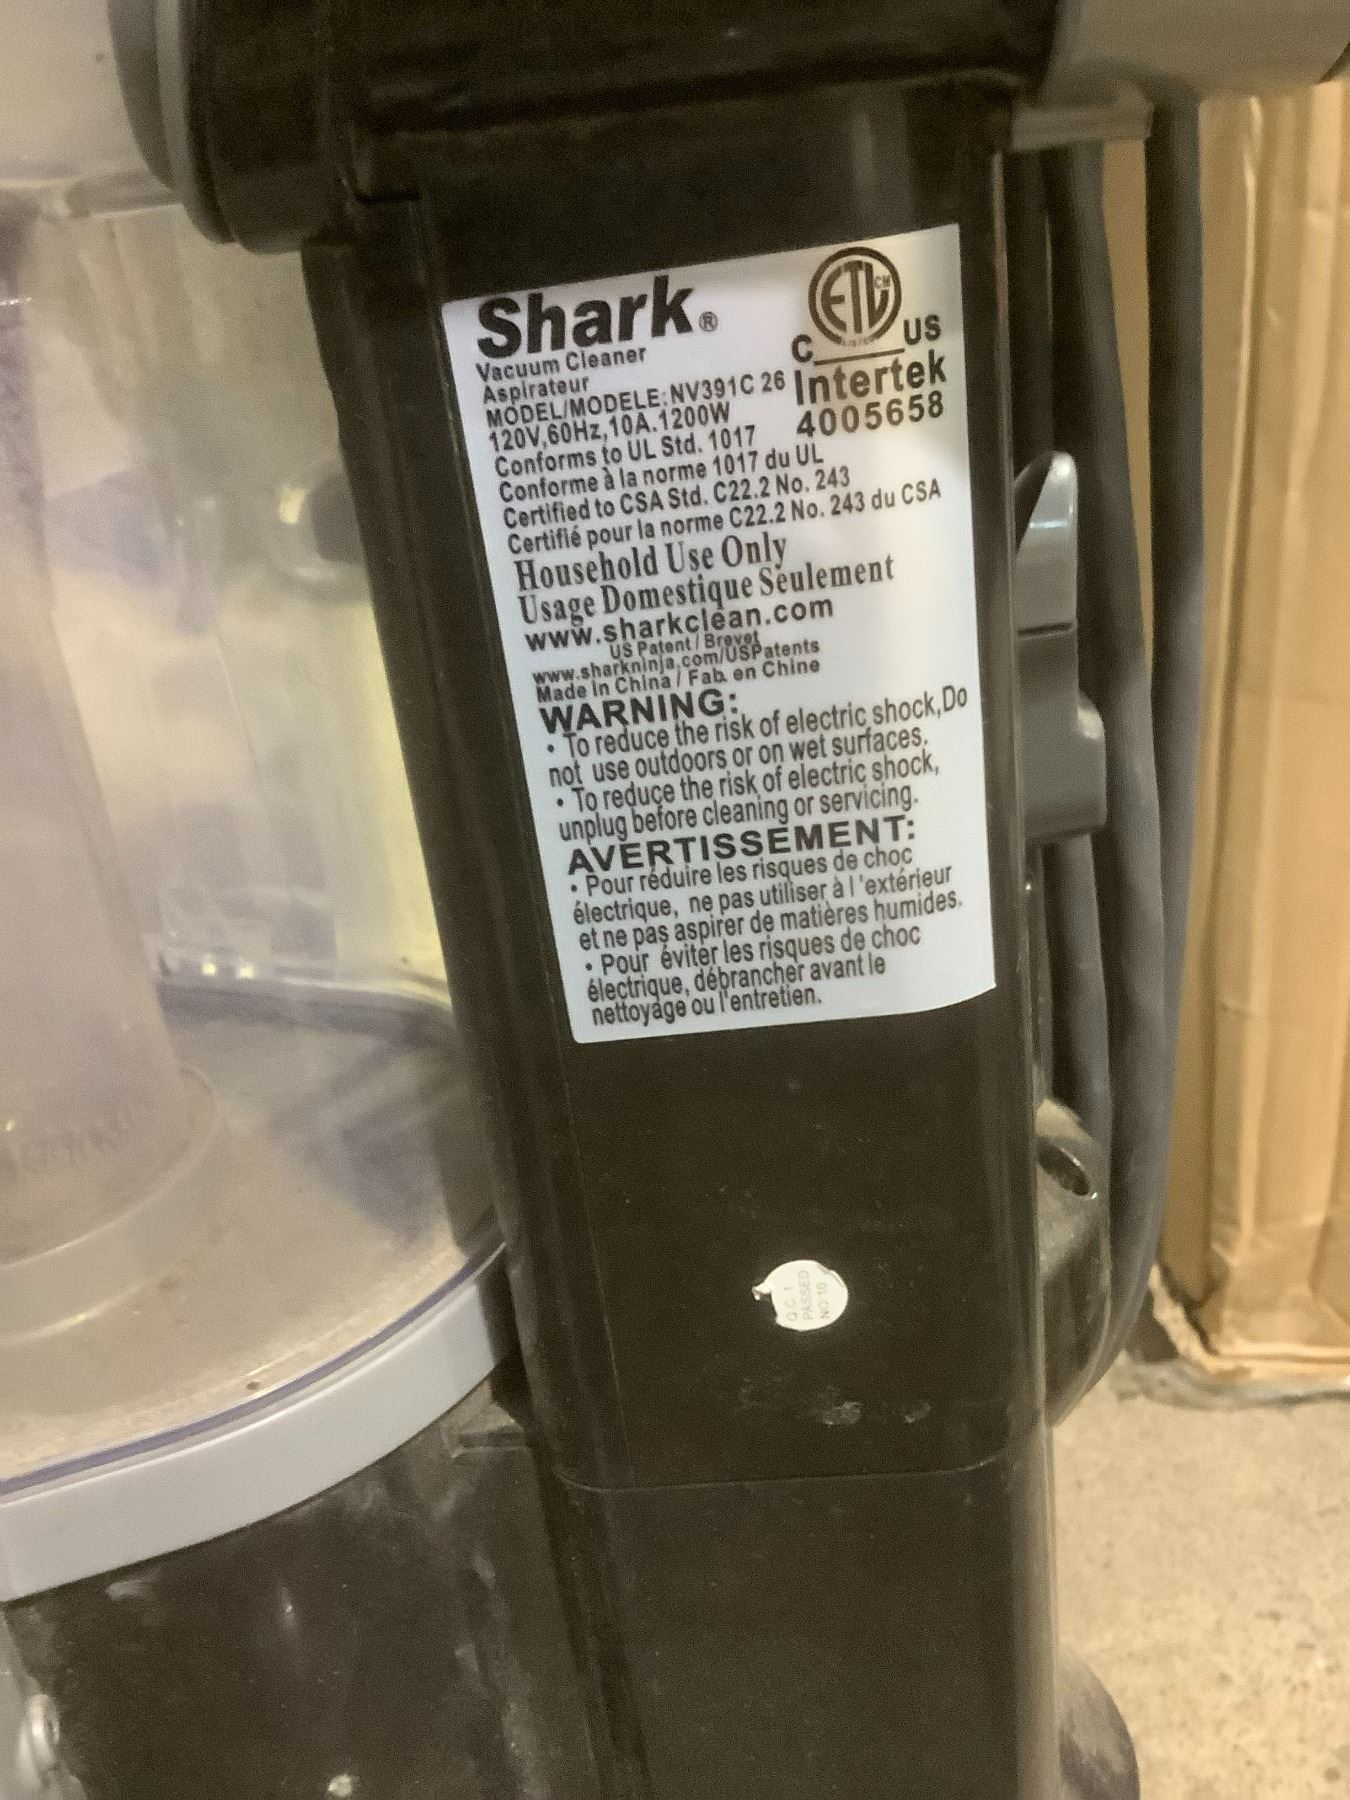 Shark®
Vacuum Cleaner
Aspirateur
MODEL/MODELE: NV391C 26
120V,60Hz,10A.1200W
ETL CM
LISTED
C US
Intertek
4005658
Conforms to UL Std. 1017
Conforme à la norme 1017 du UL
Certified to CSA Std. C22.2 No. 243
Certifié pour la norme C22.2 No. 243 du CSA
Household Use Only
Usage Domestique Seulement
www.sharkclean.com
US Patent / Brevet
www.sharkninja.com/USPatents
Made in China / Fab. en Chine
WARNING:
• To reduce the risk of electric shock,Do
not use outdoors or on wet surfaces.
• To reduce the risk of electric shock,
unplug before cleaning or servicing.
AVERTISSEMENT:
• Pour réduire les risques de choc
électrique, ne pas utiliser à l'extérieur
et ne pas aspirer de matières humides.
• Pour éviter les risques de choc
électrique, débrancher avant le
nettoyage ou l'entretien.
Q C 1
PASSED
NO 10